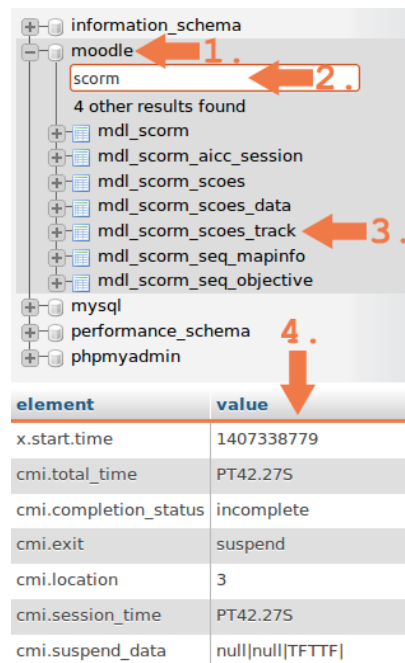 information_schema
moodle
1.
scorm
2.
4 other results found
mdl_scorm
mdl_scorm_aicc_session
mdl_scorm_scoes
mdl_scorm_scoes_data
mdl_scorm_scoes_track
3.
mdl_scorm_seq_mapinfo
mdl_scorm_seq_objective
mysql
performance_schema
4.
phpmyadmin
element value
x.start.time 1407338779
cmi.total_time PT42.27S
cmi.completion_status incomplete
cmi.exit suspend
cmi.location 3
cmi.session_time PT42.27S
cmi.suspend_data null|null|TFTTF|